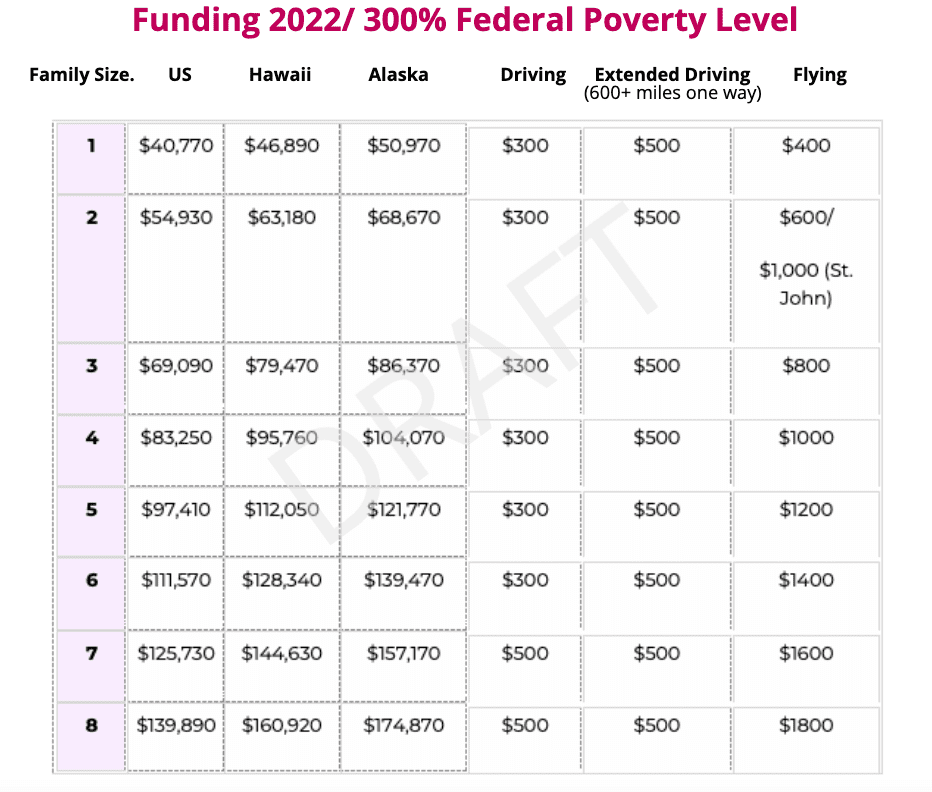 Funding 2022/ 300% Federal Poverty Level
Family Size. US Hawaii Alaska Driving Extended Driving Flying
(600+ miles one way)
1 $40,770 $46,890 $50,970 $300 $500 $400
2 $54,930 $63,180 $68,670 $300 $500 $600/
$1,000 (St.
John)
3 $69,090 $79,470 $86,370 $300 $500 $800
4 $83,250 $95,760 $104,070 $300 $500 $1000
5 $97,410 $112,050 $121,770 $300 $500 $1200
6 $111,570 $128,340 $139,470 $300 $500 $1400
7 $125,730 $144,630 $157,170 $500 $500 $1600
8 $139,890 $160,920 $174,870 $500 $500 $1800
DRAFT